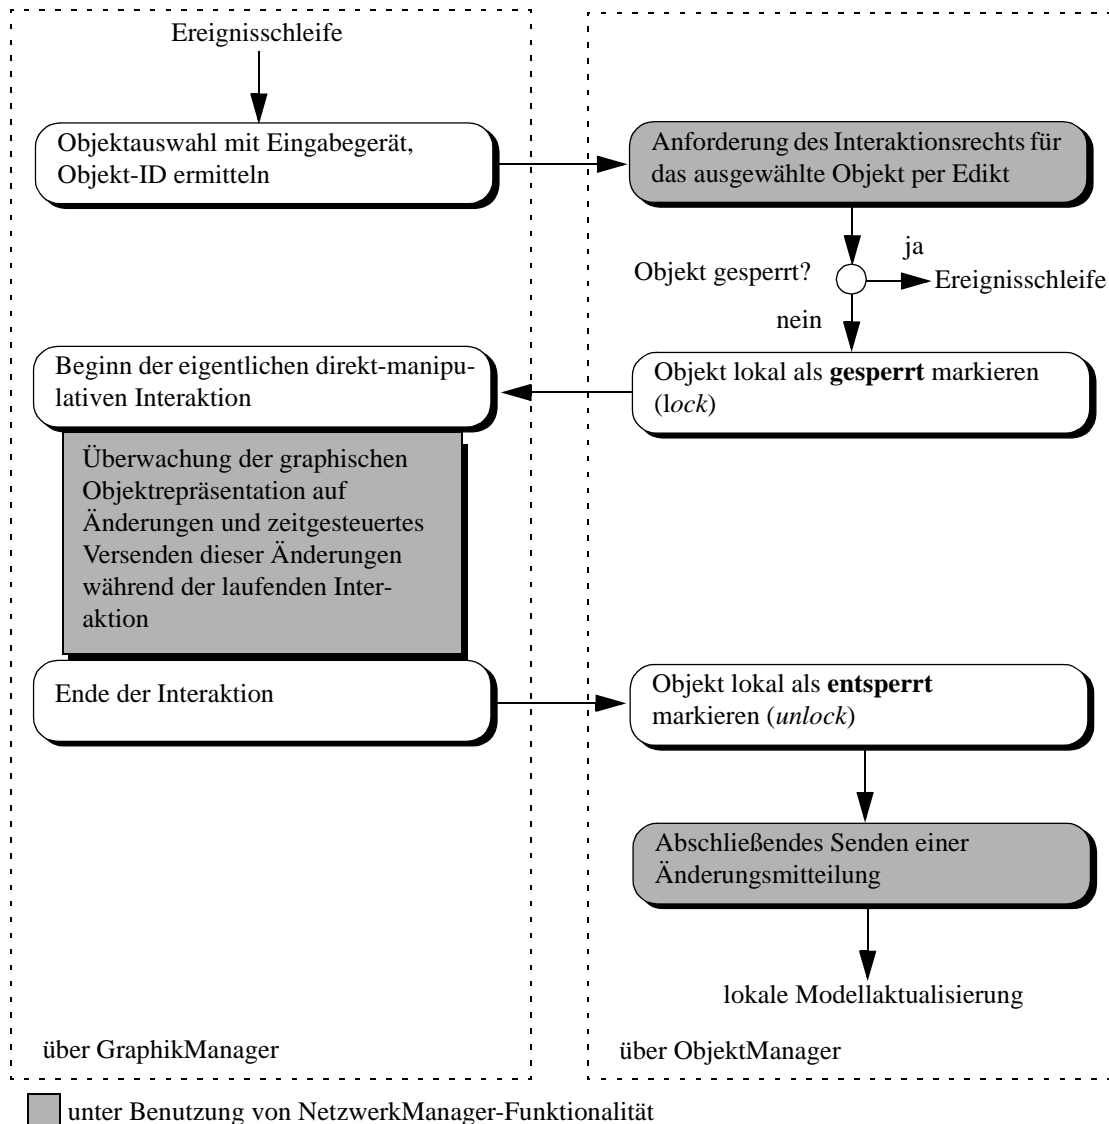 Ereignisschleife
Objektauswahl mit Eingabegerät,
Objekt-ID ermitteln
Anforderung des Interaktionsrechts für
das ausgewählte Objekt per Edikt
ja
Objekt gesperrt?
Ereignisschleife
nein
Beginn der eigentlichen direkt-manipu-
lativen Interaktion
Objekt lokal als gesperrt markieren
(lock)
Überwachung der graphischen
Objektrepräsentation auf
Änderungen und zeitgesteuertes
Versenden dieser Änderungen
während der laufenden Inter-
aktion
Ende der Interaktion
Objekt lokal als entsperrt
markieren (unlock)
Abschließendes Senden einer
Änderungsmitteilung
lokale Modellaktualisierung
über GraphikManager
über ObjektManager
unter Benutzung von NetzwerkManager-Funktionalität